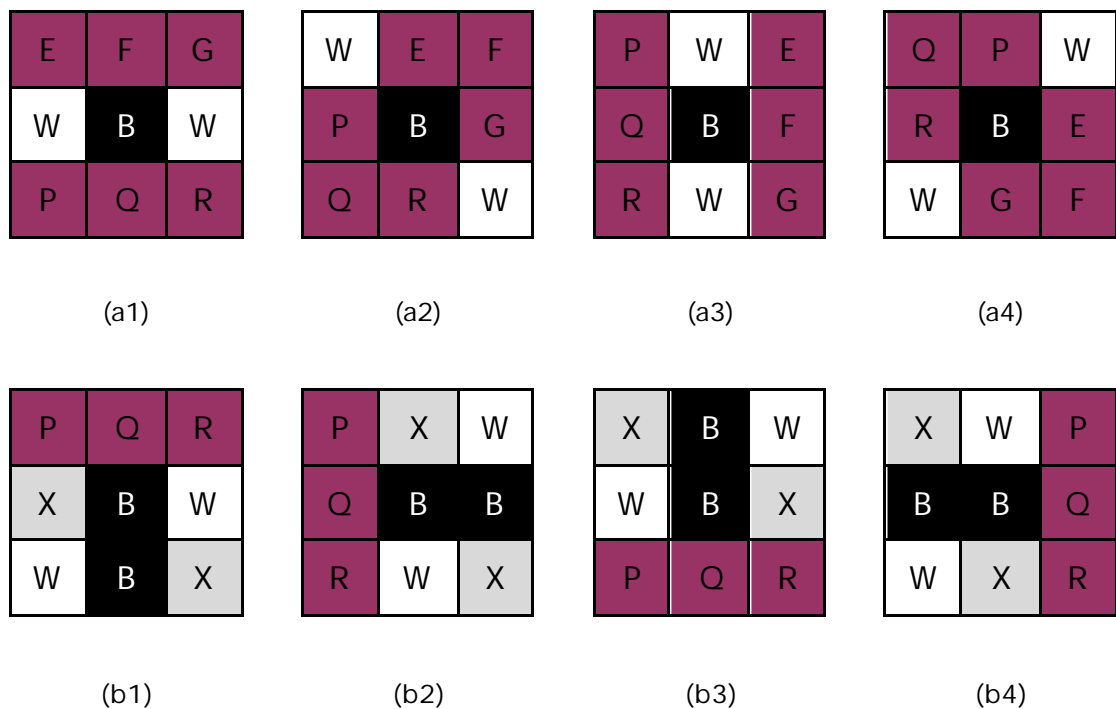 E F G W E F P W E Q P W
W B W P B G Q B F R B E
P Q R Q R W R W G W G F
(a1) (a2) (a3) (a4)
P Q R P X W X B W X W P
X B W Q B B W B X B B Q
W B X R W X P Q R W X R
(b1) (b2) (b3) (b4)